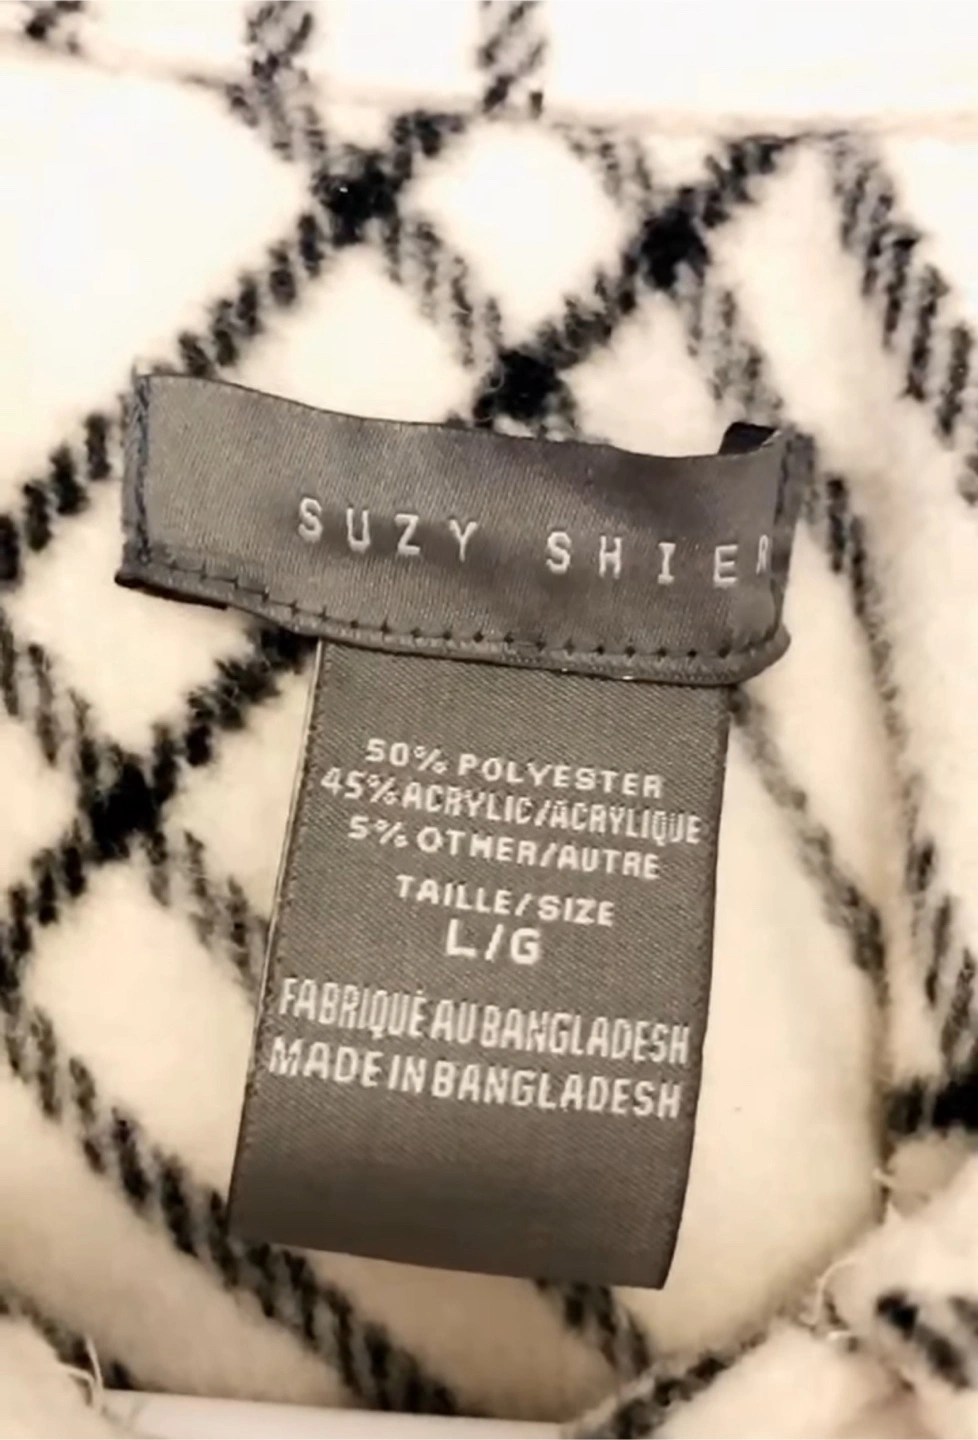 SUZY SHIER
50% POLYESTER
45% ACRYLIC/ACRYLIQUE
5% OTHER/AUTRE
TAILLE/SIZE
L/G
FABRIQUÉ AU BANGLADESH
MADE IN BANGLADESH